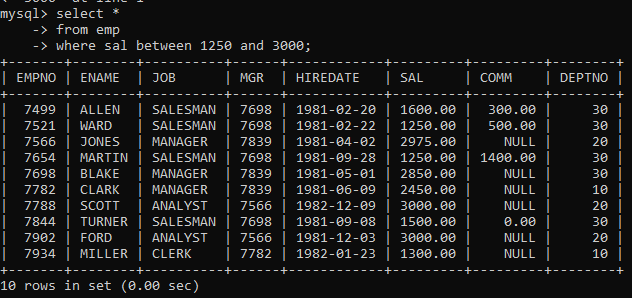 mysql> select *
    -> from emp
    -> where sal between 1250 and 3000;
+-------+--------+----------+------+------------+---------+---------+--------+
| EMPNO | ENAME  | JOB      | MGR  | HIREDATE   | SAL     | COMM    | DEPTNO |
+-------+--------+----------+------+------------+---------+---------+--------+
|  7499 | ALLEN  | SALESMAN | 7698 | 1981-02-20 | 1600.00 |  300.00 |     30 |
|  7521 | WARD   | SALESMAN | 7698 | 1981-02-22 | 1250.00 |  500.00 |     30 |
|  7566 | JONES  | MANAGER  | 7839 | 1981-04-02 | 2975.00 |    NULL |     20 |
|  7654 | MARTIN | SALESMAN | 7698 | 1981-09-28 | 1250.00 | 1400.00 |     30 |
|  7698 | BLAKE  | MANAGER  | 7839 | 1981-05-01 | 2850.00 |    NULL |     30 |
|  7782 | CLARK  | MANAGER  | 7839 | 1981-06-09 | 2450.00 |    NULL |     10 |
|  7788 | SCOTT  | ANALYST  | 7566 | 1982-12-09 | 3000.00 |    NULL |     20 |
|  7844 | TURNER | SALESMAN | 7698 | 1981-09-08 | 1500.00 |    0.00 |     30 |
|  7902 | FORD   | ANALYST  | 7566 | 1981-12-03 | 3000.00 |    NULL |     20 |
|  7934 | MILLER | CLERK    | 7782 | 1982-01-23 | 1300.00 |    NULL |     10 |
+-------+--------+----------+------+------------+---------+---------+--------+
10 rows in set (0.00 sec)